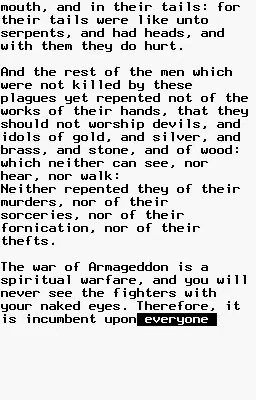 mouth, and in their tails: for
their tails were like unto
serpents, and had heads, and
with them they do hurt.
And the rest of the men which
were not killed by these
plagues yet repented not of the
works of their hands, that they
should not worship devils, and
idols of gold, and silver, and
brass, and stone, and of wood:
which neither can see, nor
hear, nor walk:
Neither repented they of their
murders, nor of their
sorceries, nor of their
fornication, nor of their
thefts.
The war of Armageddon is a
spiritual warfare, and you will
never see the fighters with
your naked eyes. Therefore, it
is incumbent upon everyone